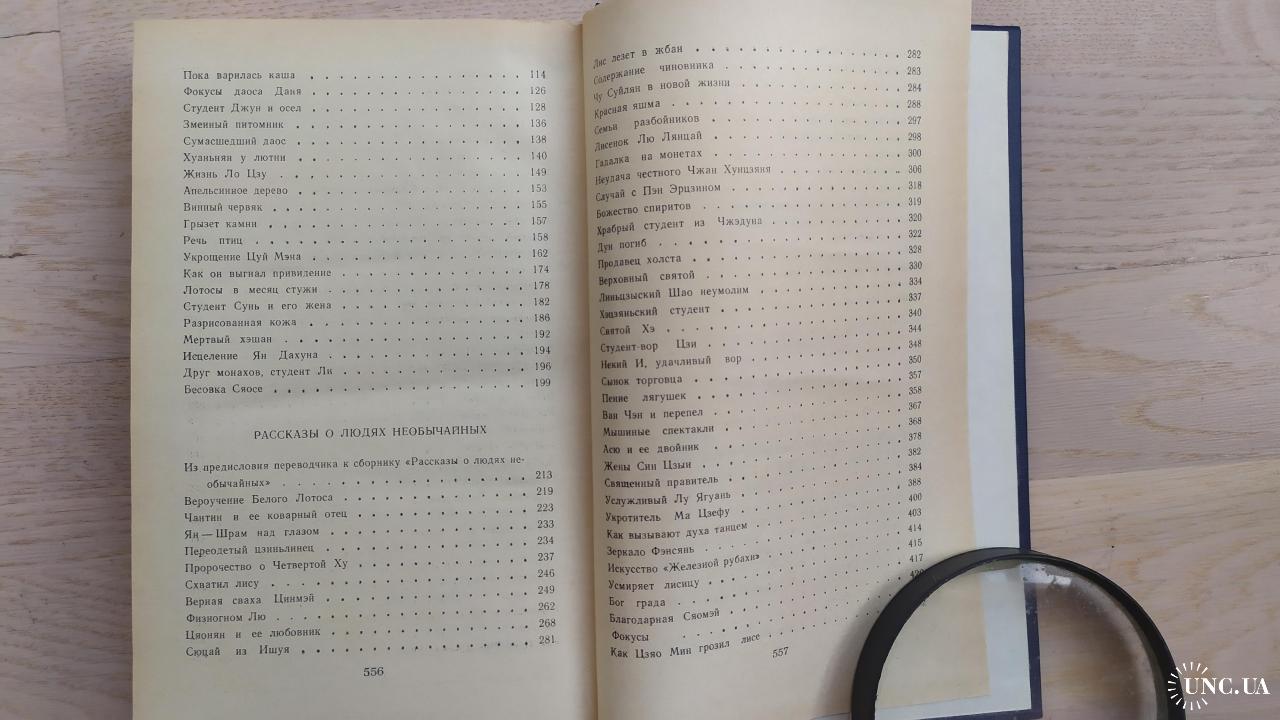 Пока варилась каша . . . . . . . . . . . . 114
Фокусы даоса Даня . . . . . . . . . . . . 126
Студент Джун и осел . . . . . . . . . . . . 128
Змеиный питомник . . . . . . . . . . . . 136
Сумасшедший даос . . . . . . . . . . . . 138
Хуаньнян у лютни . . . . . . . . . . . . 140
Жизнь Ло Цзу . . . . . . . . . . . . 149
Апельсинное дерево . . . . . . . . . . . . 153
Винный червяк . . . . . . . . . . . . 155
Грызет камни . . . . . . . . . . . . 157
Речь птиц . . . . . . . . . . . . 158
Укрощение Цуй Мэна . . . . . . . . . . . . 162
Как он выгнал привидение . . . . . . . . . . . . 174
Лотосы в месяц стужи . . . . . . . . . . . . 178
Студент Сунь и его жена . . . . . . . . . . . . 182
Разрисованная кожа . . . . . . . . . . . . 186
Мертвый хэшан . . . . . . . . . . . . 192
Исцеление Ян Дахуна . . . . . . . . . . . . 194
Друг монахов, студент Ли . . . . . . . . . . . . 196
Бесовка Сяосе . . . . . . . . . . . . 199
РАССКАЗЫ О ЛЮДЯХ НЕОБЫЧАЙНЫХ
Из предисловия переводчика к сборнику «Рассказы о людях не-
обычайных» . . . . . . . . . . . . 213
Вероучение Белого Лотоса . . . . . . . . . . . . 219
Чантин и ее коварный отец . . . . . . . . . . . . 223
Ян — Шрам над глазом . . . . . . . . . . . . 233
Переодетый цзиньлинец . . . . . . . . . . . . 234
Пророчество о Четвертой Ху . . . . . . . . . . . . 237
Схватил лису . . . . . . . . . . . . 246
Верная сваха Цинмэй . . . . . . . . . . . . 249
Физиогном Лю . . . . . . . . . . . . 262
Цяонян и ее любовник . . . . . . . . . . . . 268
Сюцай из Ишуя . . . . . . . . . . . . 281
556
Лис лезет в жбан . . . . . . . . . . . . 282
Содержание чиновника . . . . . . . . . . . . 283
Чу Суйлян в новой жизни . . . . . . . . . . . . 284
Красная яшма . . . . . . . . . . . . 288
Семьи разбойников . . . . . . . . . . . . 297
Лисенок Лю Лянцай . . . . . . . . . . . . 298
Гадалка на монетах . . . . . . . . . . . . 300
Неудача честного Чжан Хунцзяня . . . . . . . . . . . . 306
Случай с Пэн Эрцзином . . . . . . . . . . . . 318
Божество спиритов . . . . . . . . . . . . 319
Храбрый студент из Чжэдуна . . . . . . . . . . . . 320
Дун погиб . . . . . . . . . . . . 322
Продавец холста . . . . . . . . . . . . 328
Верховный святой . . . . . . . . . . . . 330
Линьцзыский Шао неумолим . . . . . . . . . . . . 334
Хэцзяньский студент . . . . . . . . . . . . 337
Святой Хэ . . . . . . . . . . . . 340
Студент-вор Цзи . . . . . . . . . . . . 344
Некий И, удачливый вор . . . . . . . . . . . . 348
Сынок торговца . . . . . . . . . . . . 350
Пение лягушек . . . . . . . . . . . . 357
Ван Чэн и перепел . . . . . . . . . . . . 358
Мышиные спектакли . . . . . . . . . . . . 367
Асю и ее двойник . . . . . . . . . . . . 368
Жены Син Цзыи . . . . . . . . . . . . 378
Священный правитель . . . . . . . . . . . . 382
Услужливый Лу Ягуань . . . . . . . . . . . . 384
Укротитель Ма Цзефу . . . . . . . . . . . . 388
Как вызывают духа танцем . . . . . . . . . . . . 400
Зеркало Фэнсянь . . . . . . . . . . . . 403
Искусство «Железной рубахи» . . . . . . . . . . . . 414
Усмиряет лисицу . . . . . . . . . . . . 415
Бог града . . . . . . . . . . . . 417
Благодарная Сяомэй . . . . . . . . . . . .
Фокусы . . . . . . . . . . . .
Как Цзяо Мин грозил лисе . . . . . . . . .
557
UNC.UA